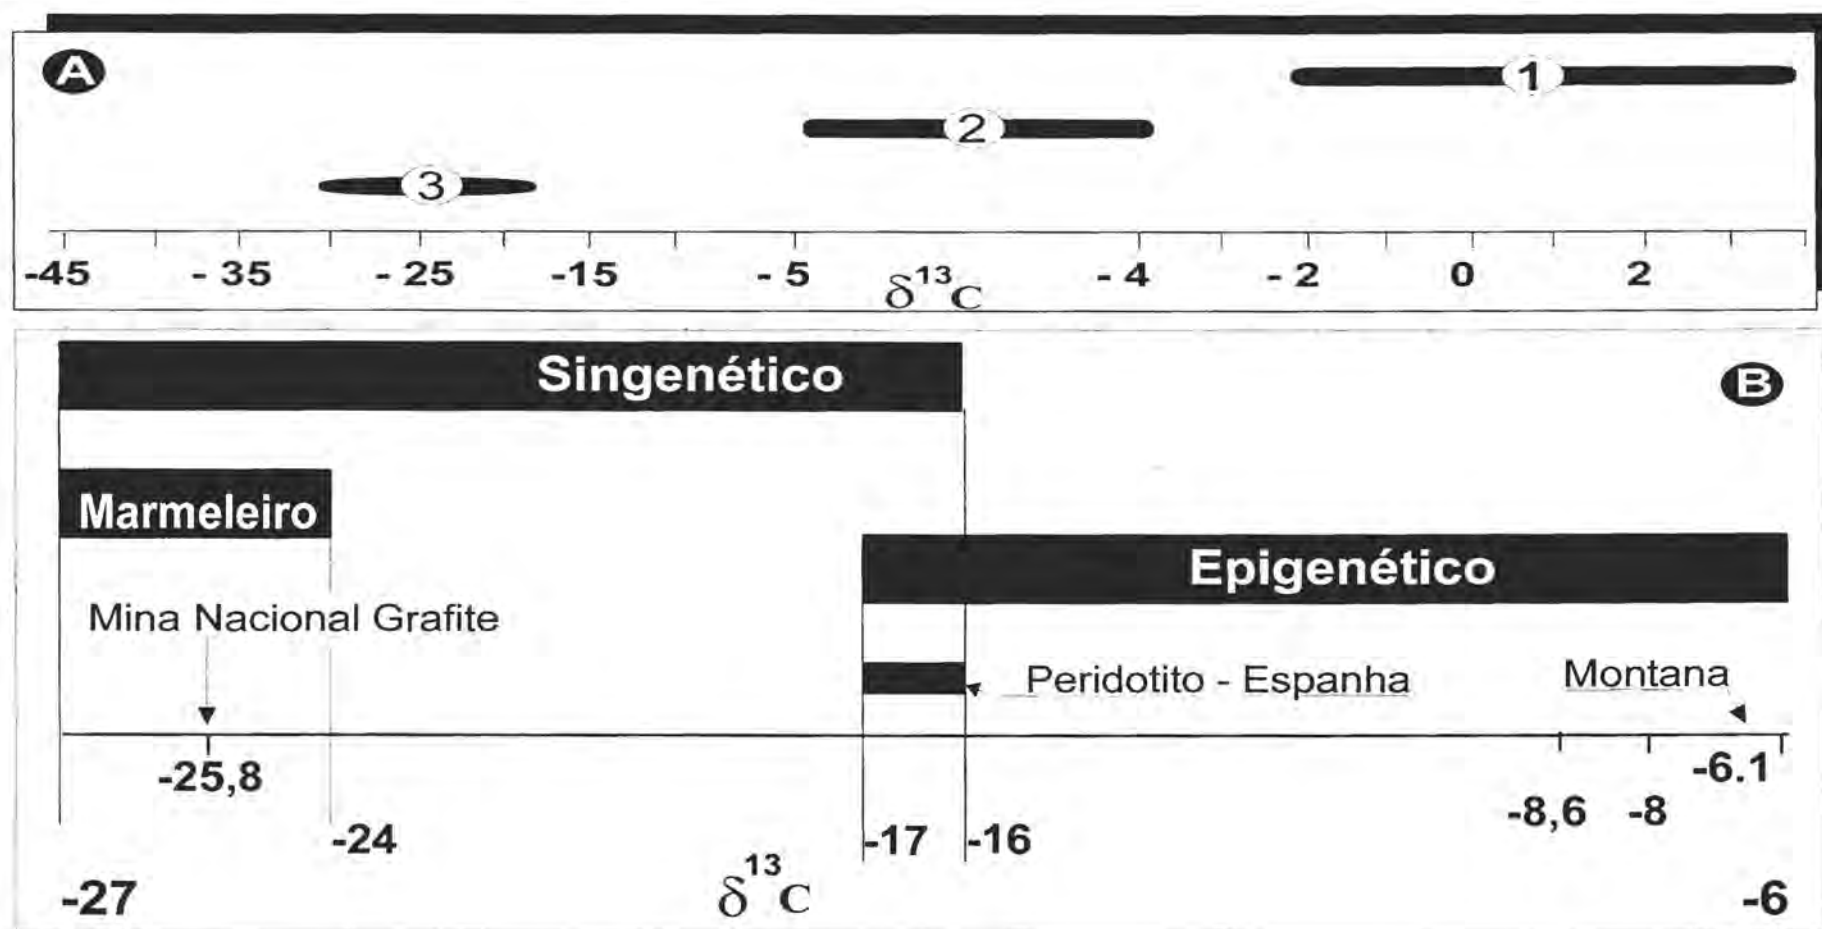 A
1
2
3
-45 - 35 - 25 -15 - 5 - 4 - 2 0 2
δ¹³C
Singenético
B
Marmeleiro
Epigenético
Mina Nacional Grafite
Peridotito - Espanha
Montana
-25,8
-6.1
-8,6 -8
-24
-17 -16
-27
δ¹³C
-6